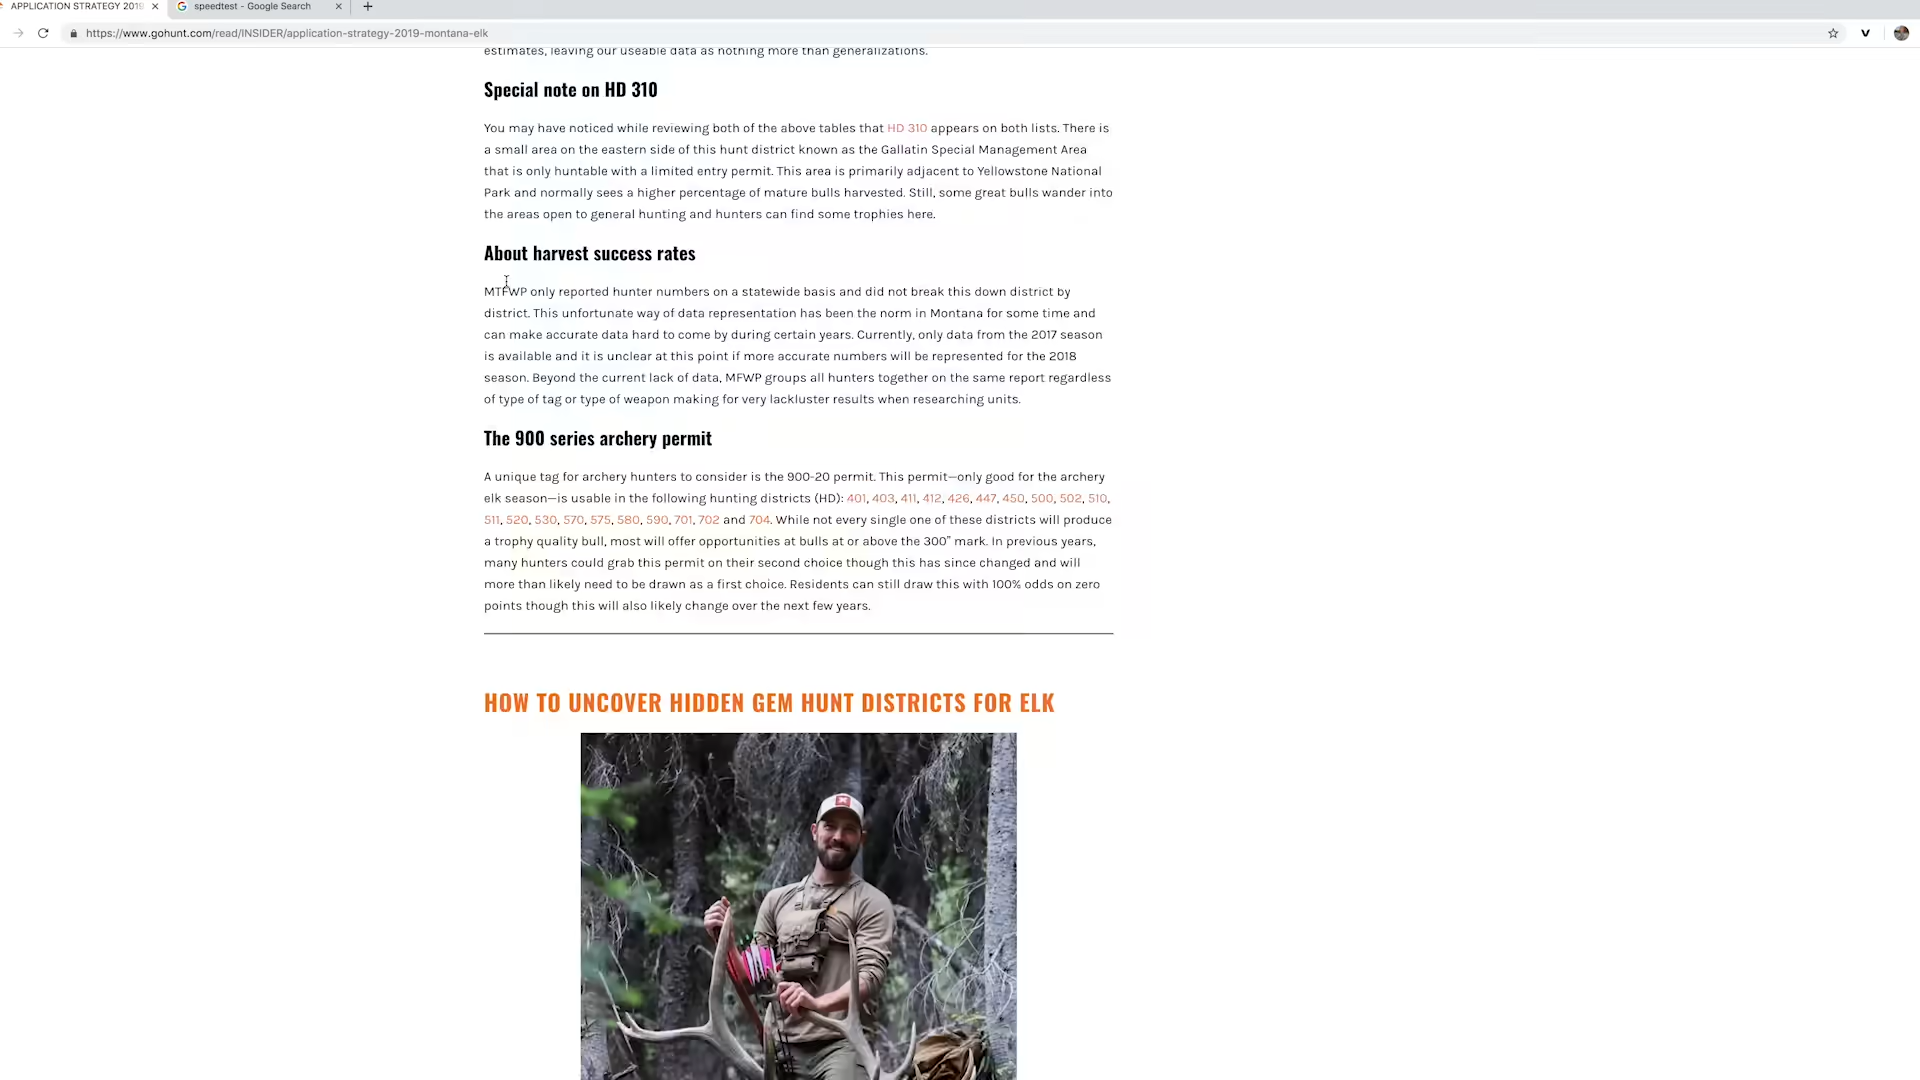 APPLICATION STRATEGY 2019
speedtest - Google Search
https://www.gohunt.com/read/INSIDER/application-strategy-2019-montana-elk
estimates, leaving our useable data as nothing more than generalizations.
Special note on HD 310
You may have noticed while reviewing both of the above tables that HD 310 appears on both lists. There is
a small area on the eastern side of this hunt district known as the Gallatin Special Management Area
that is only huntable with a limited entry permit. This area is primarily adjacent to Yellowstone National
Park and normally sees a higher percentage of mature bulls harvested. Still, some great bulls wander into
the areas open to general hunting and hunters can find some trophies here.
About harvest success rates
MTFWP only reported hunter numbers on a statewide basis and did not break this down district by
district. This unfortunate way of data representation has been the norm in Montana for some time and
can make accurate data hard to come by during certain years. Currently, only data from the 2017 season
is available and it is unclear at this point if more accurate numbers will be represented for the 2018
season. Beyond the current lack of data, MFWP groups all hunters together on the same report regardless
of type of tag or type of weapon making for very lackluster results when researching units.
The 900 series archery permit
A unique tag for archery hunters to consider is the 900-20 permit. This permit—only good for the archery
elk season—is usable in the following hunting districts (HD): 401, 403, 411, 412, 426, 447, 450, 500, 502, 510,
511, 520, 530, 570, 575, 580, 590, 701, 702 and 704. While not every single one of these districts will produce
a trophy quality bull, most will offer opportunities at bulls at or above the 300" mark. In previous years,
many hunters could grab this permit on their second choice though this has since changed and will
more than likely need to be drawn as a first choice. Residents can still draw this with 100% odds on zero
points though this will also likely change over the next few years.
HOW TO UNCOVER HIDDEN GEM HUNT DISTRICTS FOR ELK